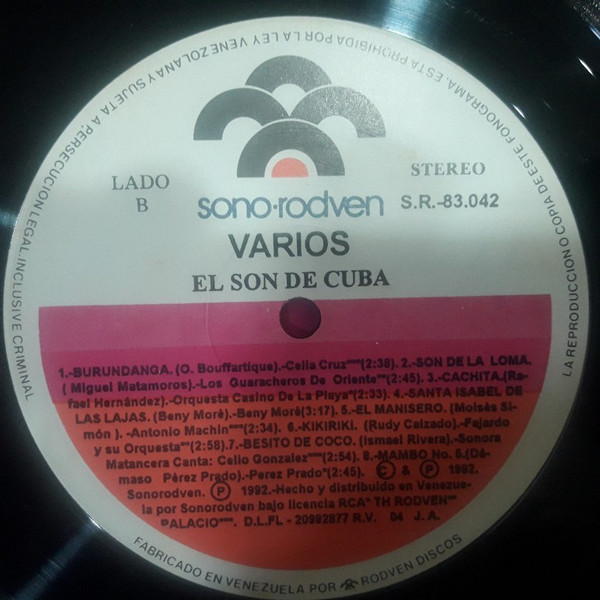 LA REPRODUCCION O COPIA DE ESTE FONOGRAMA, ESTA PROHIBIDA POR LA LEY VENEZOLANA Y SUJETA A PERSECUCION LEGAL. INCLUSIVE CRIMINAL
LADO
B
STEREO
sono·rodven
S.R.-83.042
VARIOS
EL SON DE CUBA
1.-BURUNDANGA. (O. Bouffartique).-Celia Cruz***(2:38). 2.-SON DE LA LOMA.
( Miguel Matamoros).-Los Guaracheros De Oriente***(2:45). 3.-CACHITA.(Ra-
fael Hernández).-Orquesta Casino De La Playa*(2:33). 4.-SANTA ISABEL DE
LAS LAJAS. (Beny Moré).-Beny Moré(3:17). 5.-EL MANISERO. (Moisés Si-
món ). -Antonio Machin***(2:34). 6.-KIKIRIKI. (Rudy Calzado).-Fajardo
y su Orquesta**(2:58).7.-BESITO DE COCO. (Ismael Rivera).-Sonora
Matancera Canta: Celio Gonzalez***(2:54). 8.-MAMBO No. 5.(Dá-
maso Pérez Prado).-Perez Prado*(2:45). © & ℗ 1992.
Sonorodven. ℗ 1992.-Hecho y distribuido en Venezue-
la por Sonorodven bajo licencia RCA* TH RODVEN**
PALACIO***. D.L.FL - 20992877 R.V. 04 J.A.
FABRICADO EN VENEZUELA POR RODVEN DISCOS